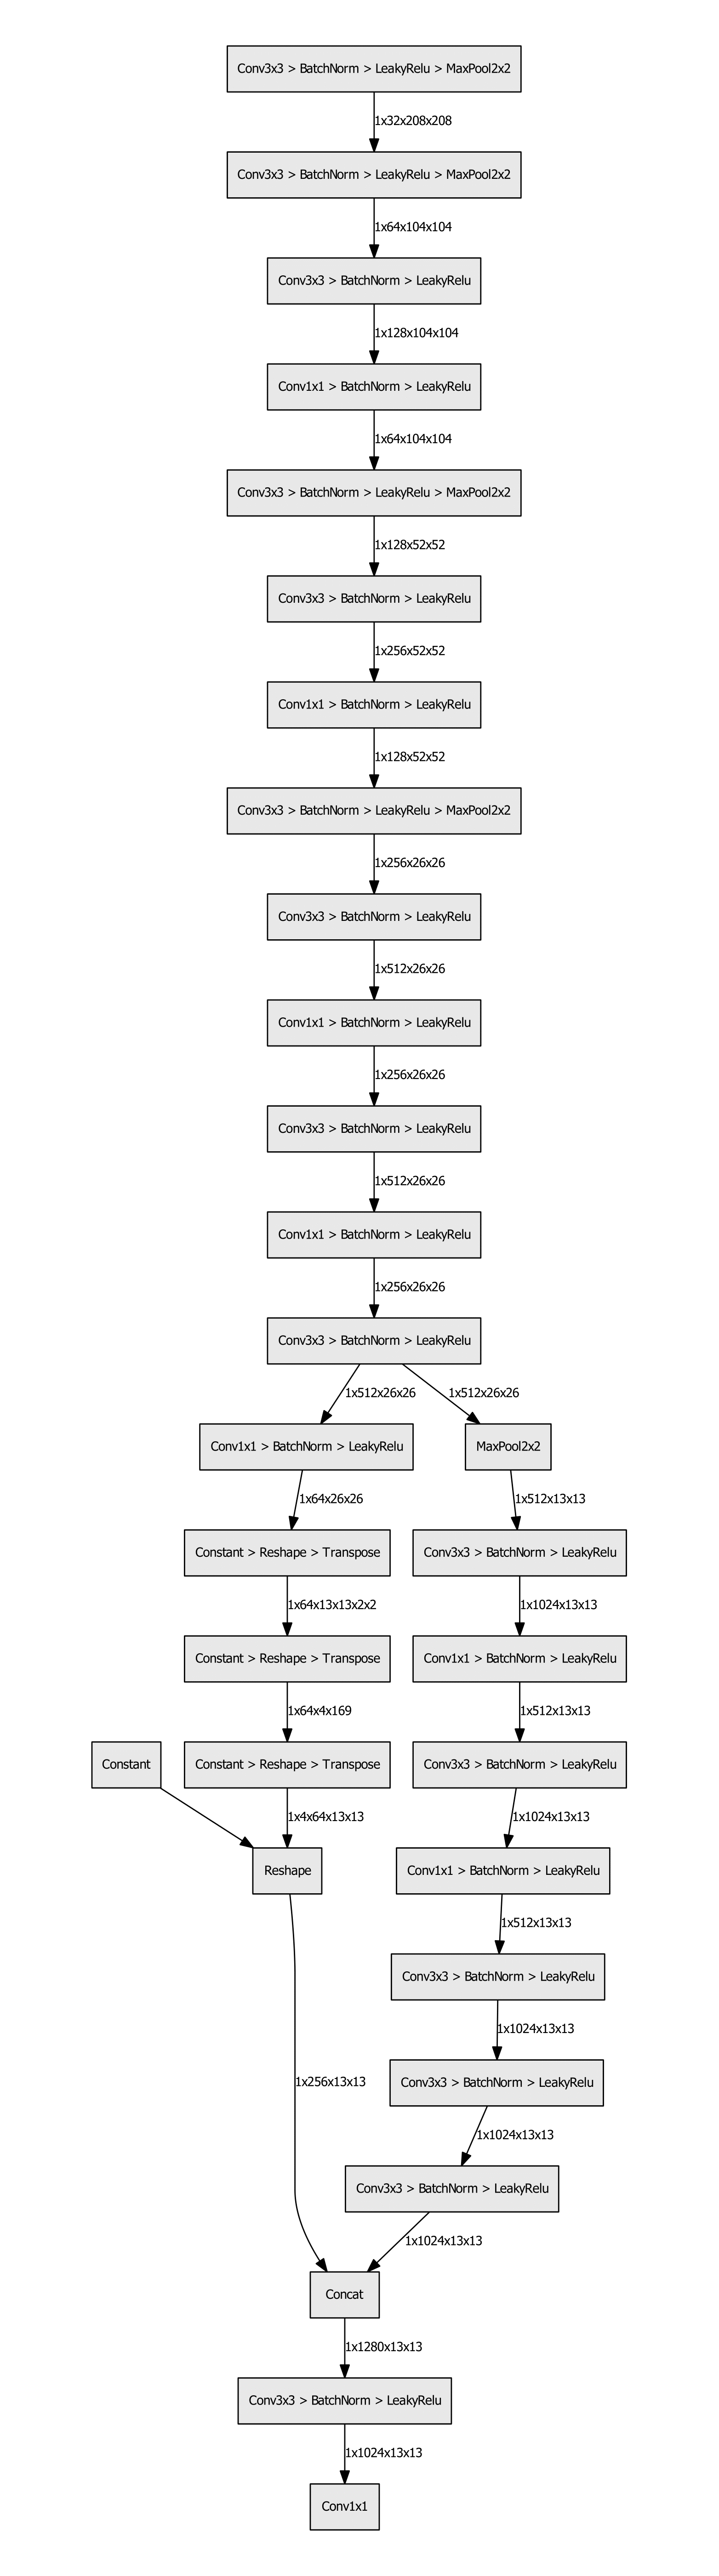 Conv3x3 > BatchNorm > LeakyRelu > MaxPool2x2
1x32x208x208
Conv3x3 > BatchNorm > LeakyRelu > MaxPool2x2
1x64x104x104
Conv3x3 > BatchNorm > LeakyRelu
1x128x104x104
Conv1x1 > BatchNorm > LeakyRelu
1x64x104x104
Conv3x3 > BatchNorm > LeakyRelu > MaxPool2x2
1x128x52x52
Conv3x3 > BatchNorm > LeakyRelu
1x256x52x52
Conv1x1 > BatchNorm > LeakyRelu
1x128x52x52
Conv3x3 > BatchNorm > LeakyRelu > MaxPool2x2
1x256x26x26
Conv3x3 > BatchNorm > LeakyRelu
1x512x26x26
Conv1x1 > BatchNorm > LeakyRelu
1x256x26x26
Conv3x3 > BatchNorm > LeakyRelu
1x512x26x26
Conv1x1 > BatchNorm > LeakyRelu
1x256x26x26
Conv3x3 > BatchNorm > LeakyRelu
1x512x26x26
1x512x26x26
Conv1x1 > BatchNorm > LeakyRelu
MaxPool2x2
1x64x26x26
1x512x13x13
Constant > Reshape > Transpose
Conv3x3 > BatchNorm > LeakyRelu
1x64x13x13x2x2
1x1024x13x13
Constant > Reshape > Transpose
Conv1x1 > BatchNorm > LeakyRelu
1x64x4x169
1x512x13x13
Constant
Constant > Reshape > Transpose
Conv3x3 > BatchNorm > LeakyRelu
1x4x64x13x13
1x1024x13x13
Reshape
Conv1x1 > BatchNorm > LeakyRelu
1x512x13x13
Conv3x3 > BatchNorm > LeakyRelu
1x1024x13x13
1x256x13x13
Conv3x3 > BatchNorm > LeakyRelu
1x1024x13x13
Conv3x3 > BatchNorm > LeakyRelu
1x1024x13x13
Concat
1x1280x13x13
Conv3x3 > BatchNorm > LeakyRelu
1x1024x13x13
Conv1x1